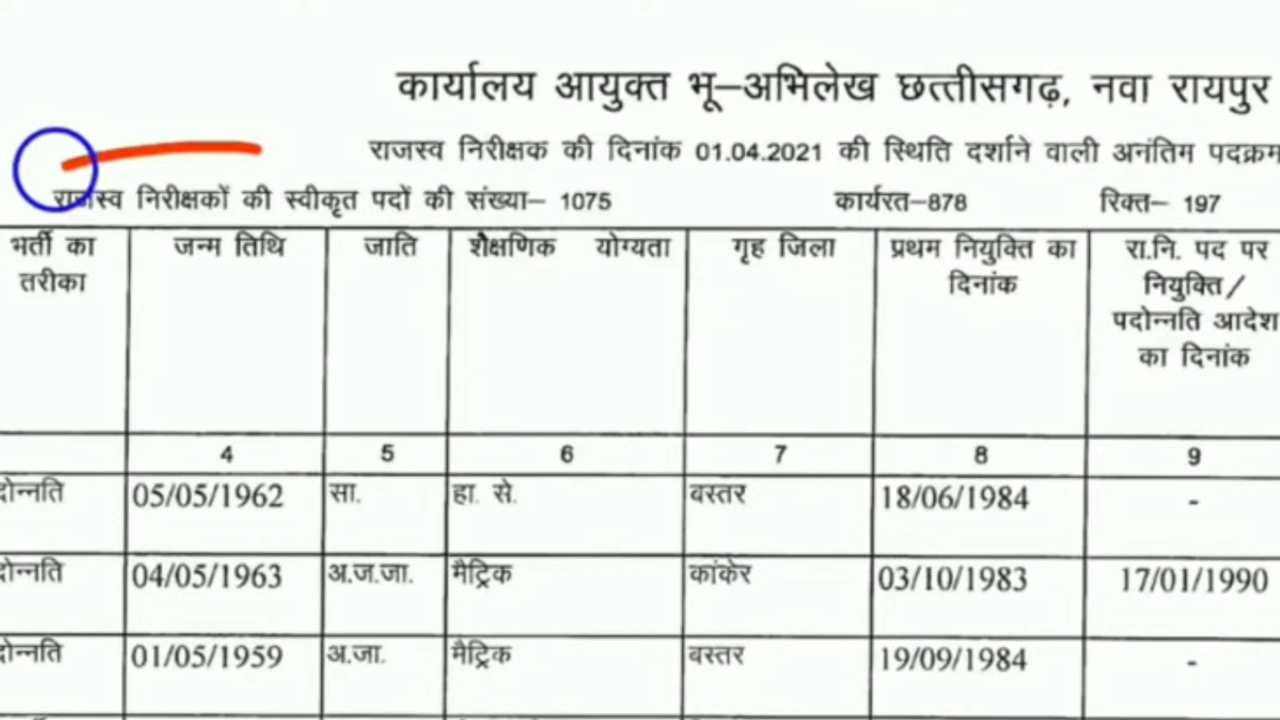 कार्यालय आयुक्त भू–अभिलेख छत्तीसगढ़, नवा रायपुर
राजस्व निरीक्षक की दिनांक 01.04.2021 की स्थिति दर्शाने वाली अनंतिम पदक्रम
राजस्व निरीक्षकों की स्वीकृत पदों की संख्या– 1075 कार्यरत–878 रिक्त– 197
भर्ती का तरीका जन्म तिथि जाति शैक्षणिक योग्यता गृह जिला प्रथम नियुक्ति का दिनांक रा.नि. पद पर नियुक्ति/ पदोन्नति आदेश का दिनांक
4 5 6 7 8 9
दोन्नति 05/05/1962 सा. हा. से. बस्तर 18/06/1984 -
दोन्नति 04/05/1963 अ.ज.जा. मैट्रिक कांकेर 03/10/1983 17/01/1990
दोन्नति 01/05/1959 अ.जा. मैट्रिक बस्तर 19/09/1984 -